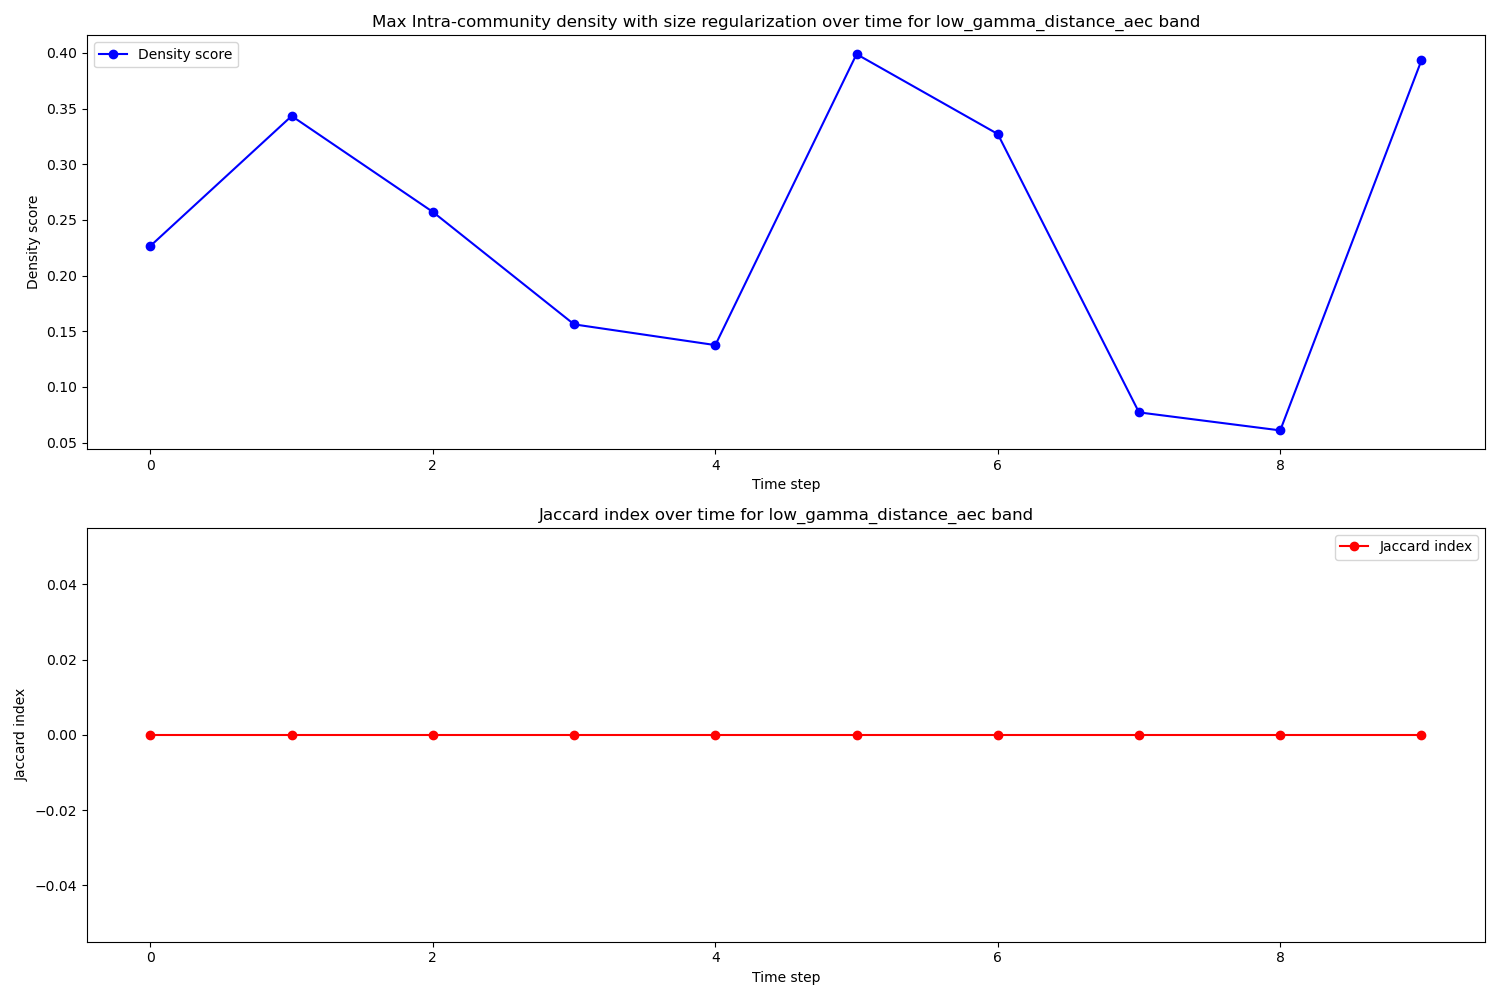 Max Intra-community density with size regularization over time for low_gamma_distance_aec band
Density score
0.40
0.35
0.30
0.25
0.20
0.15
0.10
0.05
Density score
0 2 4 6 8
Time step
Jaccard index over time for low_gamma_distance_aec band
Jaccard index
0.04
0.02
0.00
−0.02
−0.04
Jaccard index
0 2 4 6 8
Time step